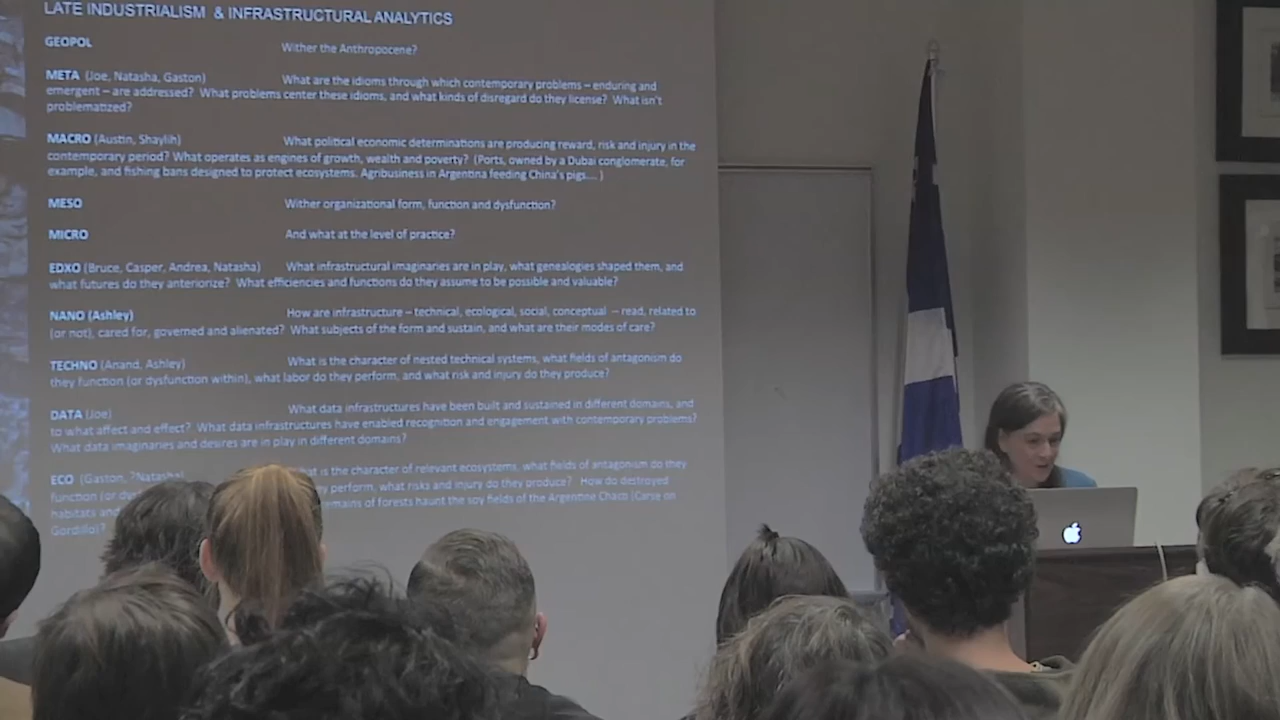 LATE INDUSTRIALISM & INFRASTRUCTURAL ANALYTICS
GEOPOL Wither the Anthropocene?
META (Joe, Natasha, Gaston) What are the idioms through which contemporary problems – enduring and
emergent – are addressed? What problems center these idioms, and what kinds of disregard do they license? What isn't
problematized?
MACRO (Austin, Shaylih) What political economic determinations are producing reward, risk and injury in the
contemporary period? What operates as engines of growth, wealth and poverty? (Ports, owned by a Dubai conglomerate, for
example, and fishing bans designed to protect ecosystems. Agribusiness in Argentina feeding China's pigs.... )
MESO Wither organizational form, function and dysfunction?
MICRO And what at the level of practice?
EDXO (Bruce, Casper, Andrea, Natasha) What infrastructural imaginaries are in play, what genealogies shaped them, and
what futures do they anteriorize? What efficiencies and functions do they assume to be possible and valuable?
NANO (Ashley) How are infrastructure – technical, ecological, social, conceptual – read, related to
(or not), cared for, governed and alienated? What subjects of the form and sustain, and what are their modes of care?
TECHNO (Anand, Ashley) What is the character of nested technical systems, what fields of antagonism do
they function (or dysfunction within), what labor do they perform, and what risk and injury do they produce?
DATA (Joe) What data infrastructures have been built and sustained in different domains, and
to what affect and effect? What data infrastructures have enabled recognition and engagement with contemporary problems?
What data imaginaries and desires are in play in different domains?
ECO (Gaston, ?Natasha) is the character of relevant ecosystems, what fields of antagonism do they
function (or perform, what risks and injury do they produce? How do destroyed
habitats and remains of forests haunt the soy fields of the Argentine Chaco (
Gordillo)?